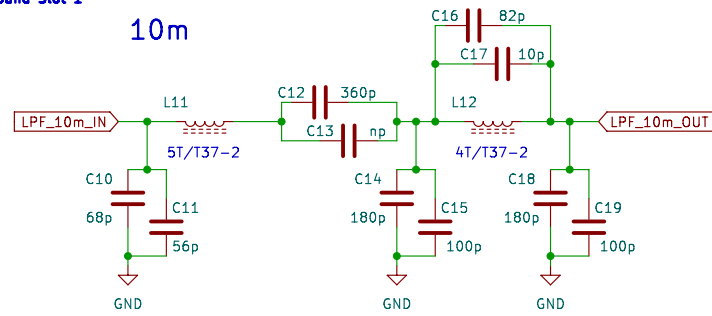 10m
C16 82p
C17 10p
L11
C12 360p
L12
LPF_10m_IN
C13 np
LPF_10m_OUT
5T/T37-2
4T/T37-2
C10
C14
C18
C11
C15
C19
68p
180p
180p
56p
100p
100p
GND
GND
GND